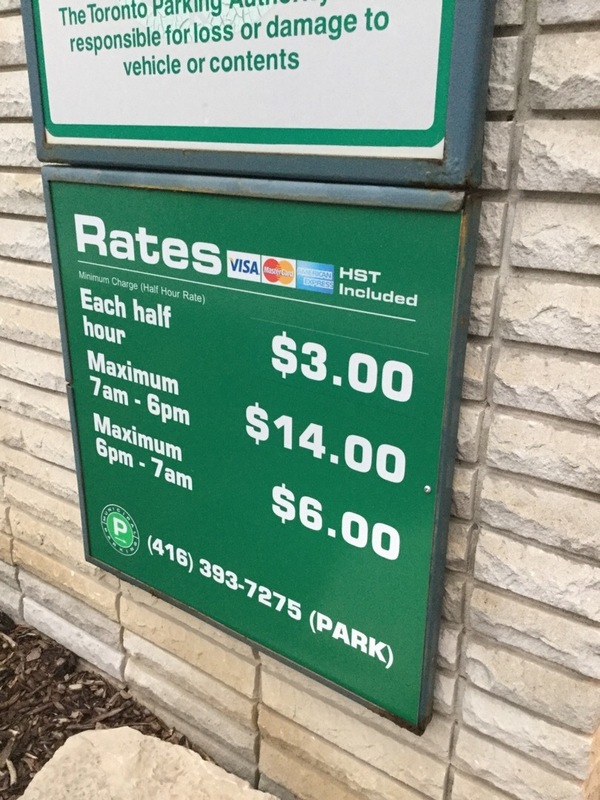 The Toronto Parking Authority
responsible for loss or damage to
vehicle or contents
Rates VISA MasterCard AMERICAN EXPRESS HST Included
Minimum Charge (Half Hour Rate)
Each half
hour $3.00
Maximum
7am - 6pm $14.00
Maximum
6pm - 7am $6.00
P (416) 393-7275 (PARK)